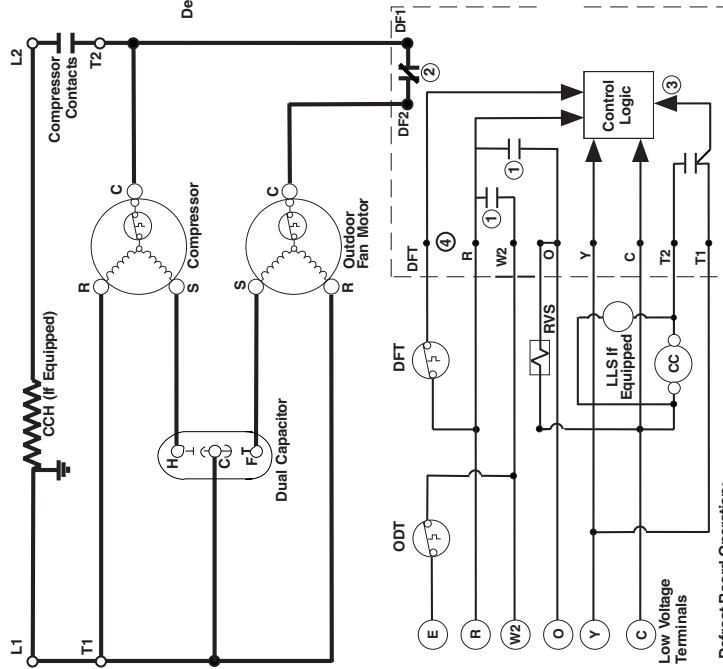 L1
CCH (If Equipped)
L2
Compressor
Contacts
T1
T2
R
C
S
Compressor
H
C
F
Dual Capacitor
De
S
C
R
Outdoor
Fan Motor
DF2
DF1
2
ODT
DFT
DFT
4
E
R
R
1
W2
W2
1
O
RVS
O
Y
Y
Control
Logic
C
LLS If
Equipped
C
3
Low Voltage
Terminals
CC
T2
T1
Defrost Board Operation: